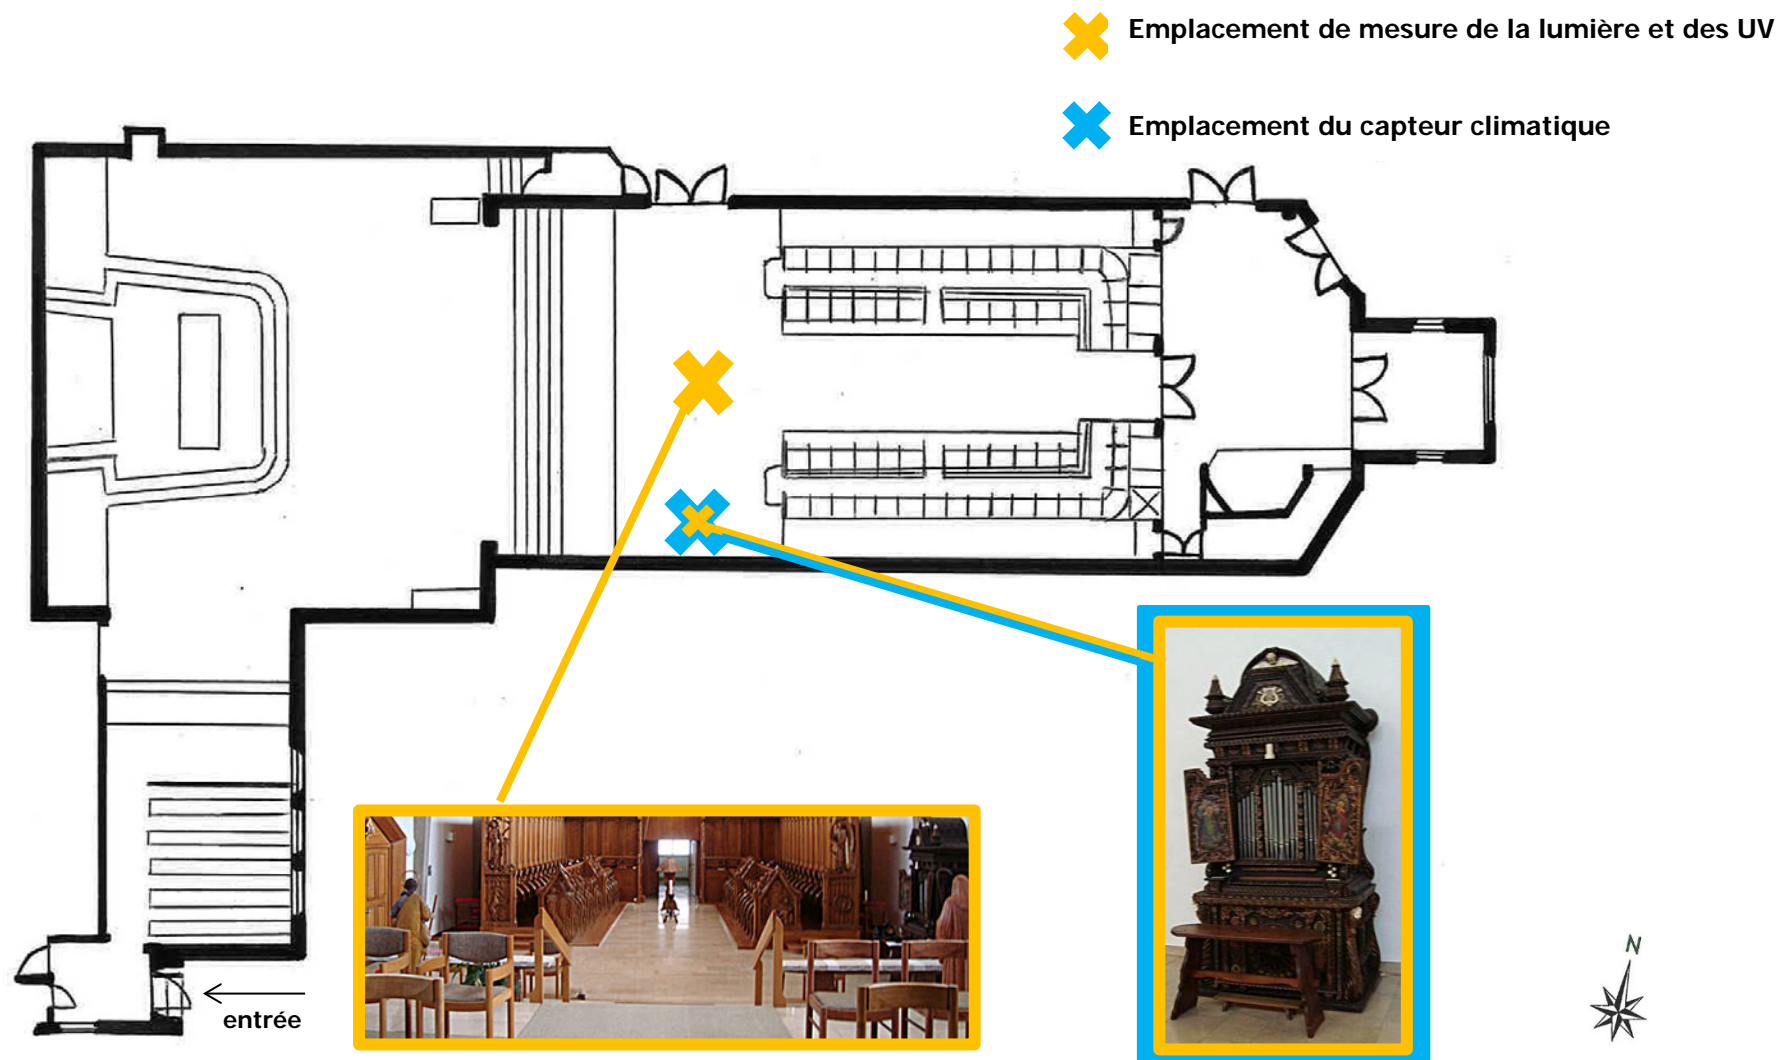 Emplacement de mesure de la lumière et des UV
Emplacement du capteur climatique
entrée
N